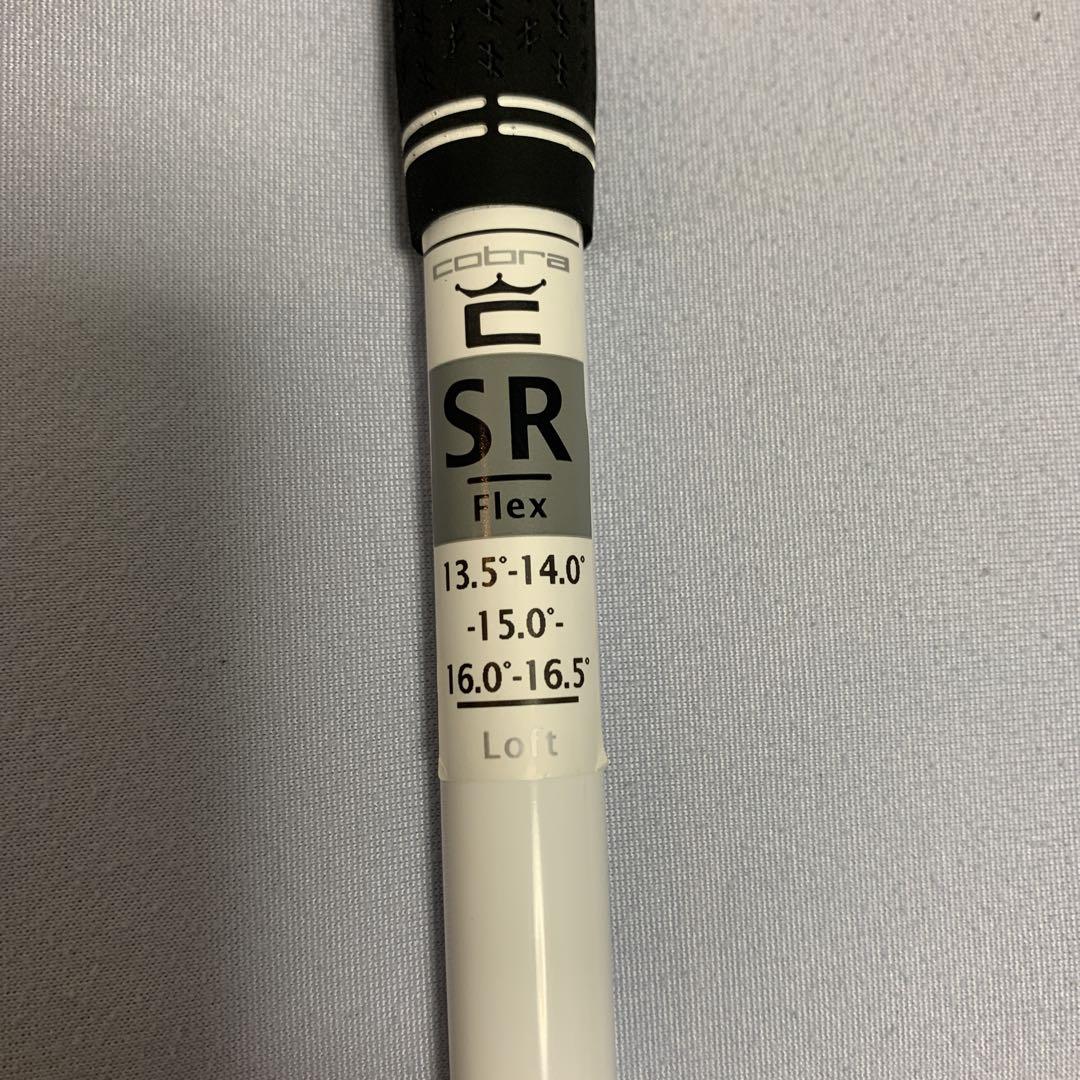 cobra
C
SR
Flex
13.5°-14.0°
-15.0°-
16.0°-16.5°
Loft